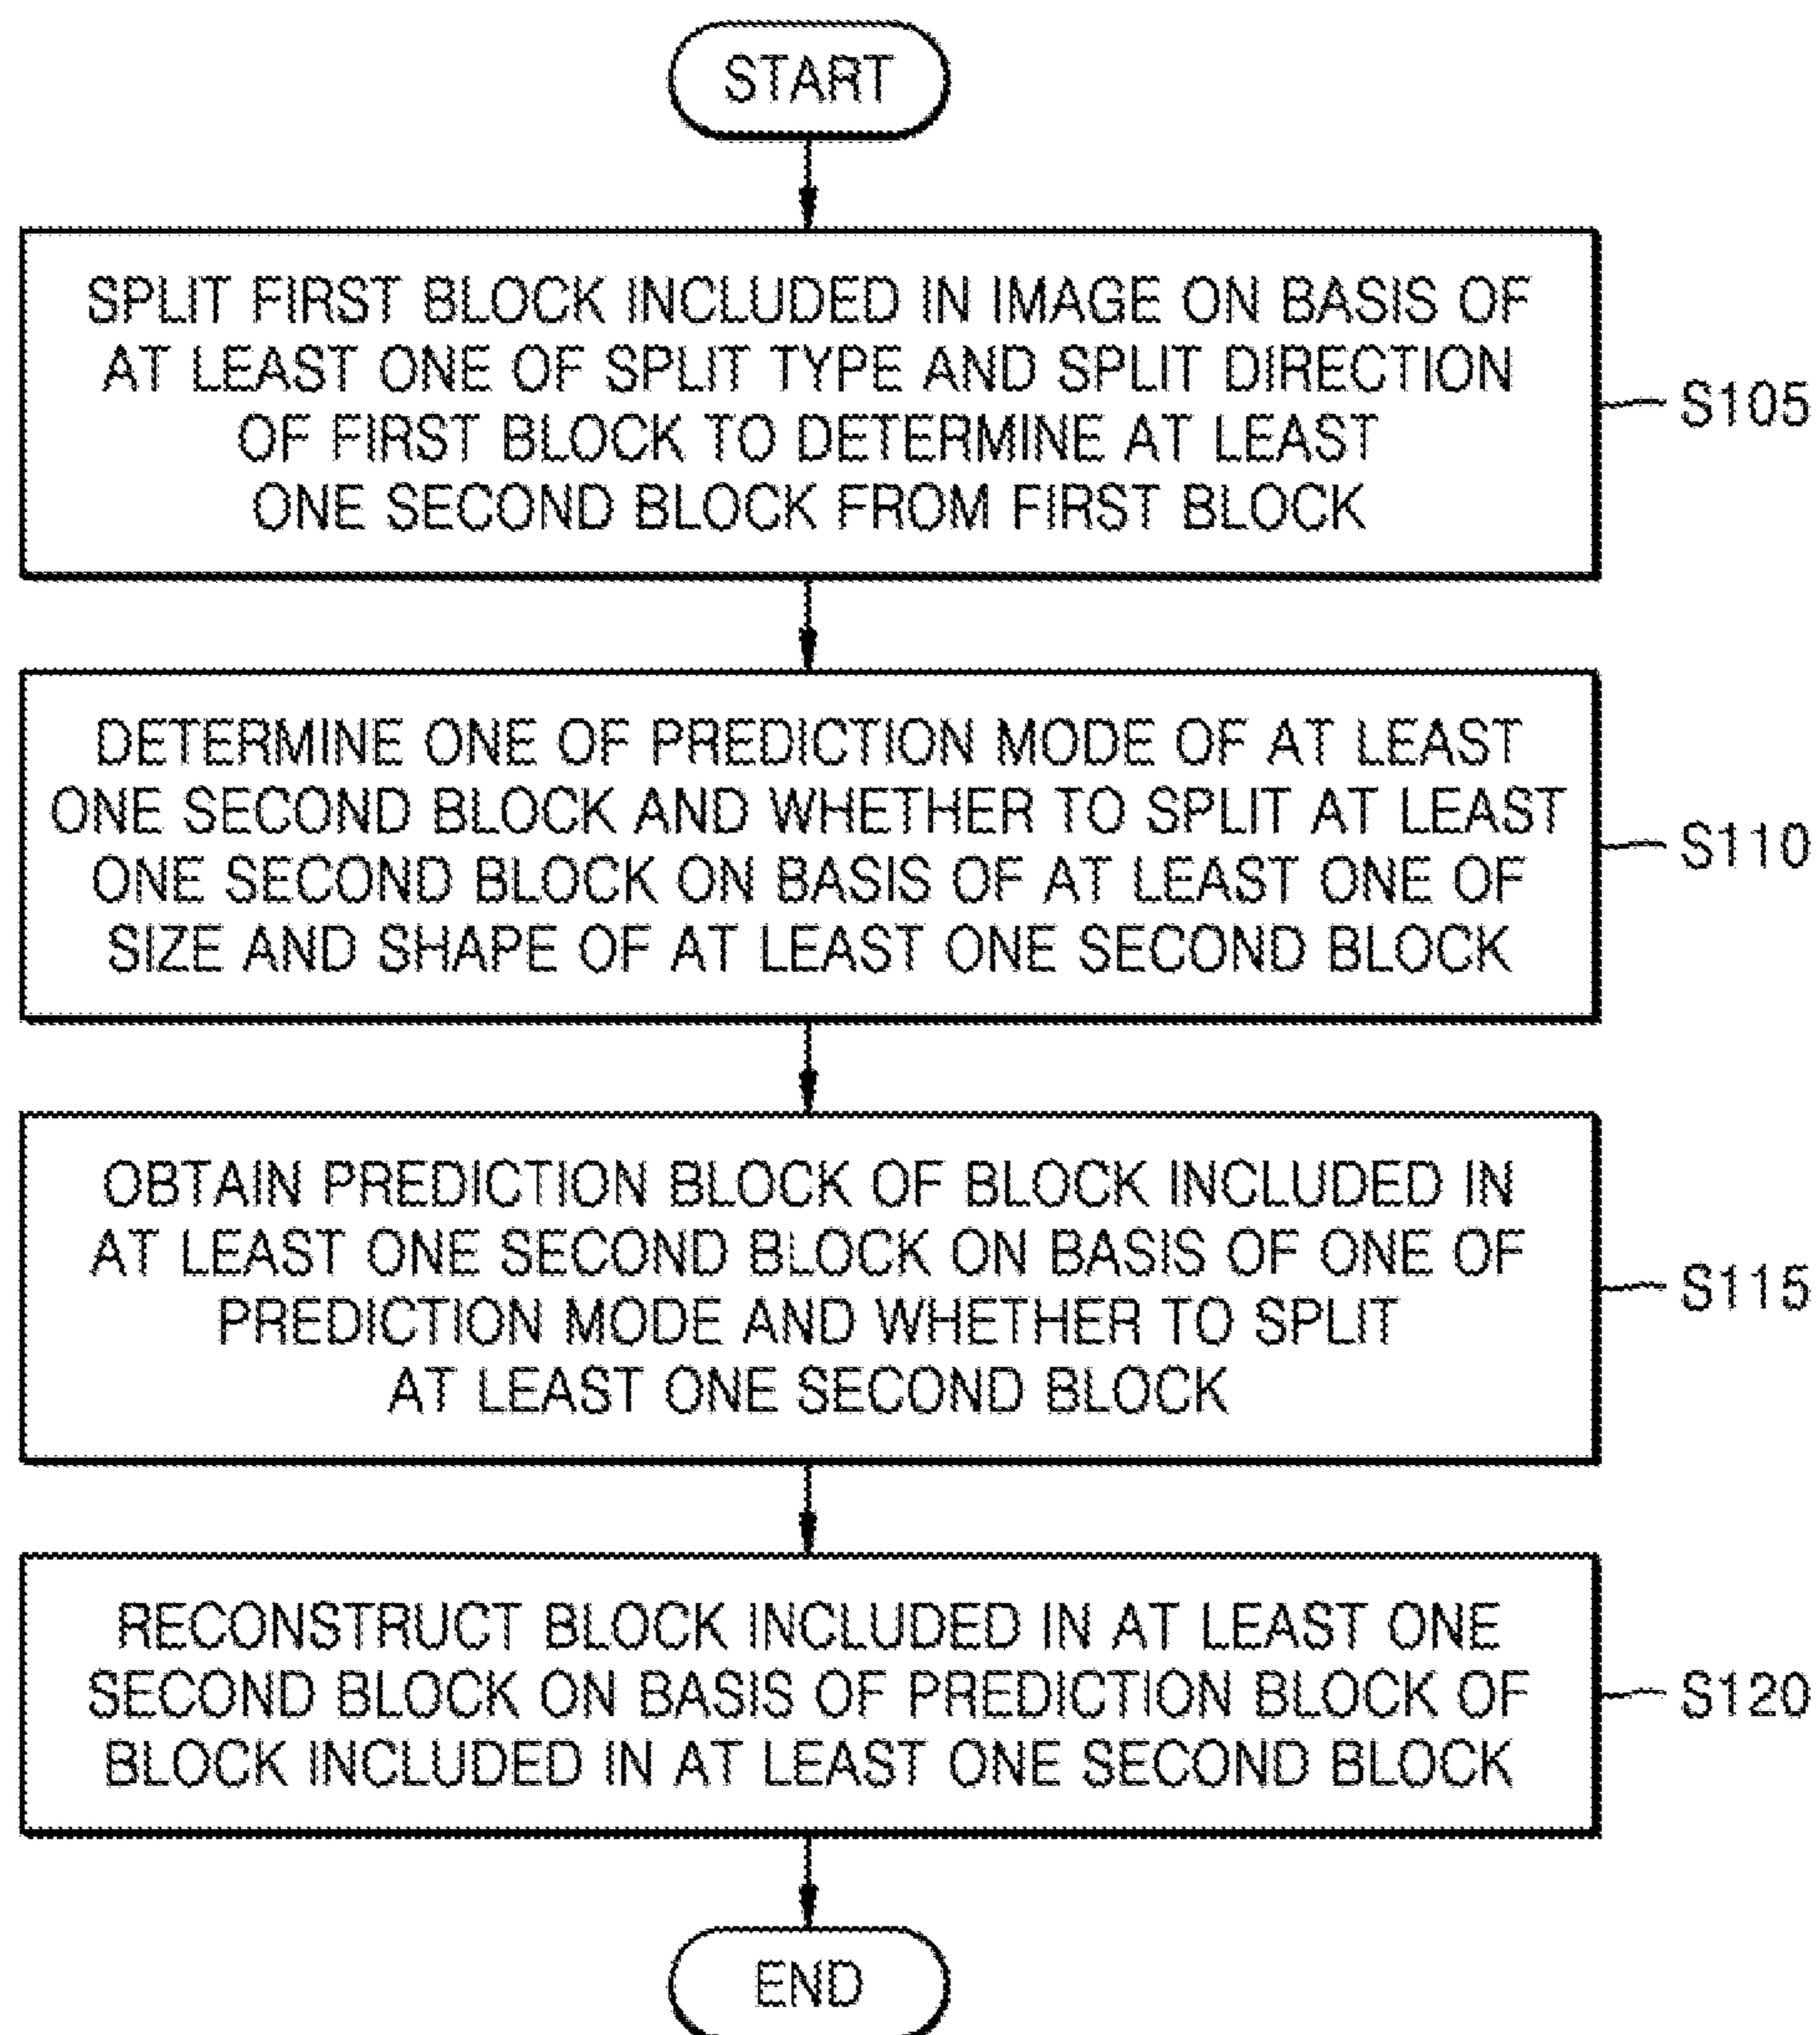 START
SPLIT FIRST BLOCK INCLUDED IN IMAGE ON BASIS OF
AT LEAST ONE OF SPLIT TYPE AND SPLIT DIRECTION
OF FIRST BLOCK TO DETERMINE AT LEAST
ONE SECOND BLOCK FROM FIRST BLOCK
S105
DETERMINE ONE OF PREDICTION MODE OF AT LEAST
ONE SECOND BLOCK AND WHETHER TO SPLIT AT LEAST
ONE SECOND BLOCK ON BASIS OF AT LEAST ONE OF
SIZE AND SHAPE OF AT LEAST ONE SECOND BLOCK
S110
OBTAIN PREDICTION BLOCK OF BLOCK INCLUDED IN
AT LEAST ONE SECOND BLOCK ON BASIS OF ONE OF
PREDICTION MODE AND WHETHER TO SPLIT
AT LEAST ONE SECOND BLOCK
S115
RECONSTRUCT BLOCK INCLUDED IN AT LEAST ONE
SECOND BLOCK ON BASIS OF PREDICTION BLOCK OF
BLOCK INCLUDED IN AT LEAST ONE SECOND BLOCK
S120
END